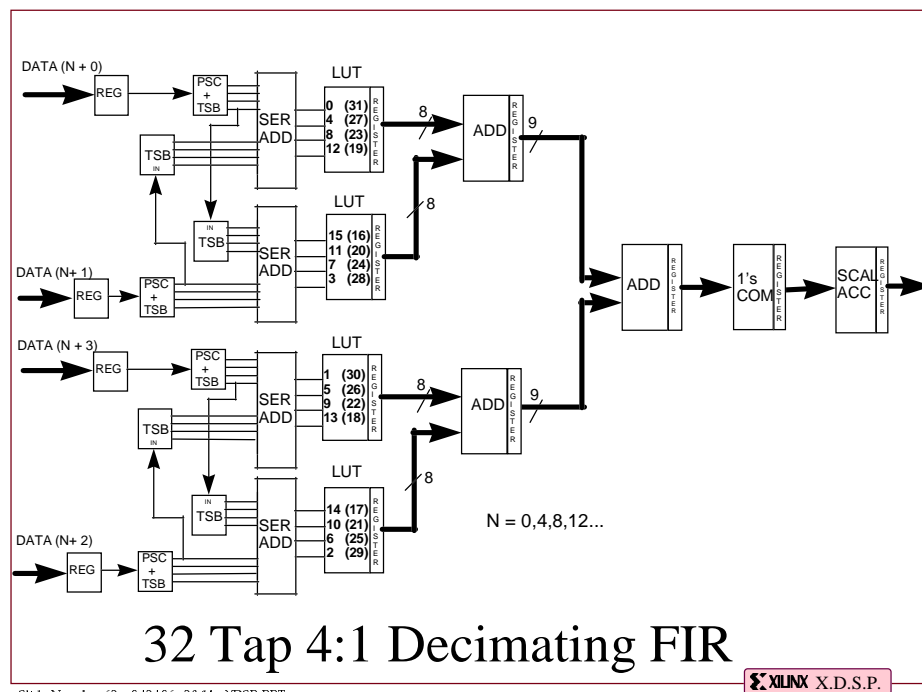 DATA (N + 0)
REG
PSC
+
TSB
SER
ADD
LUT
0 (31)
4 (27)
8 (23)
12 (19)
REGISTER
8
ADD
REGISTER
9
TSB
IN
IN
TSB
SER
ADD
LUT
15 (16)
11 (20)
7 (24)
3 (28)
REGISTER
8
DATA (N+ 1)
REG
PSC
+
TSB
ADD
REGISTER
1's
COM
REGISTER
SCAL
ACC
REGISTER
DATA (N + 3)
REG
PSC
+
TSB
SER
ADD
LUT
1 (30)
5 (26)
9 (22)
13 (18)
REGISTER
8
ADD
REGISTER
9
TSB
IN
IN
TSB
SER
ADD
LUT
14 (17)
10 (21)
6 (25)
2 (29)
REGISTER
8
N = 0,4,8,12...
DATA (N+ 2)
REG
PSC
+
TSB
32 Tap 4:1 Decimating FIR
XILINX X.D.S.P.